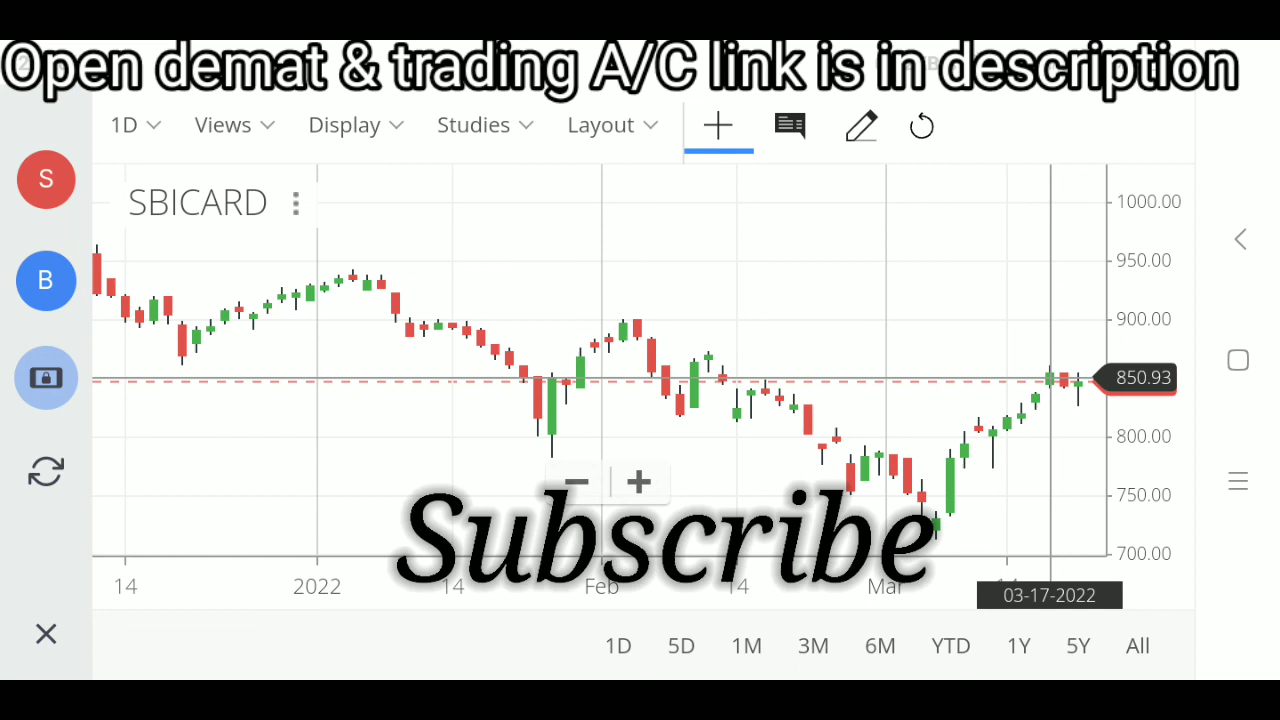 Open demat & trading A/C link is in description
1D Views Display Studies Layout
S
SBICARD
1000.00
950.00
B
900.00
850.93
800.00
750.00
Subscribe
700.00
14 2022 14 Feb 14 Mar
03-17-2022
1D 5D 1M 3M 6M YTD 1Y 5Y All